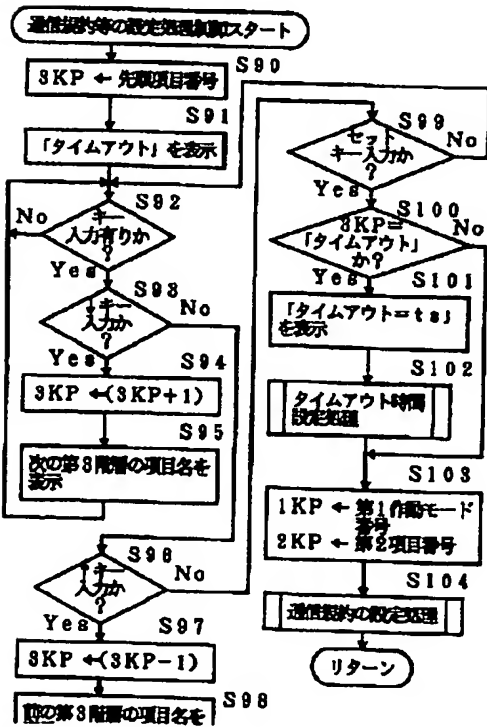 通信規約等の設定処理制御スタート
S90
3KP ← 先頭項目番号
S91
「タイムアウト」を表示
S92
キー
入力有りか
?
No
Yes
S93
↓キー
入力か
?
No
Yes
S94
3KP ←(3KP+1)
S95
次の第3階層の項目名を
表示
S96
↑キー
入力か
?
No
Yes
S97
3KP ←(3KP-1)
S98
前の第3階層の項目名を
S99
セット
キー入力か
?
No
Yes
S100
3KP=
「タイムアウト」
か?
No
Yes
S101
「タイムアウト=ts」
を表示
S102
タイムアウト時間
設定処理
S103
1KP ← 第1作動モード
番号
2KP ← 第2項目番号
S104
通信規約の設定処理
リターン